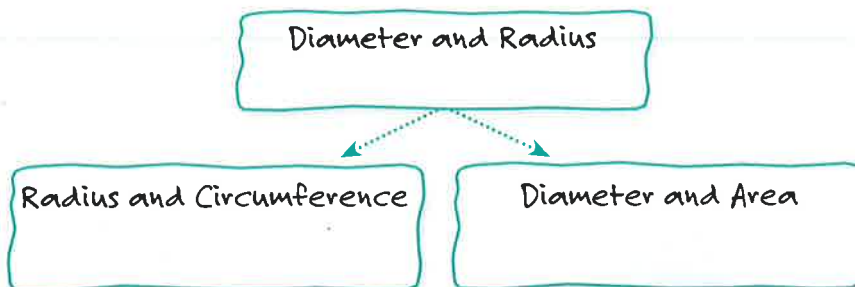 Diameter and Radius
Radius and Circumference
Diameter and Area